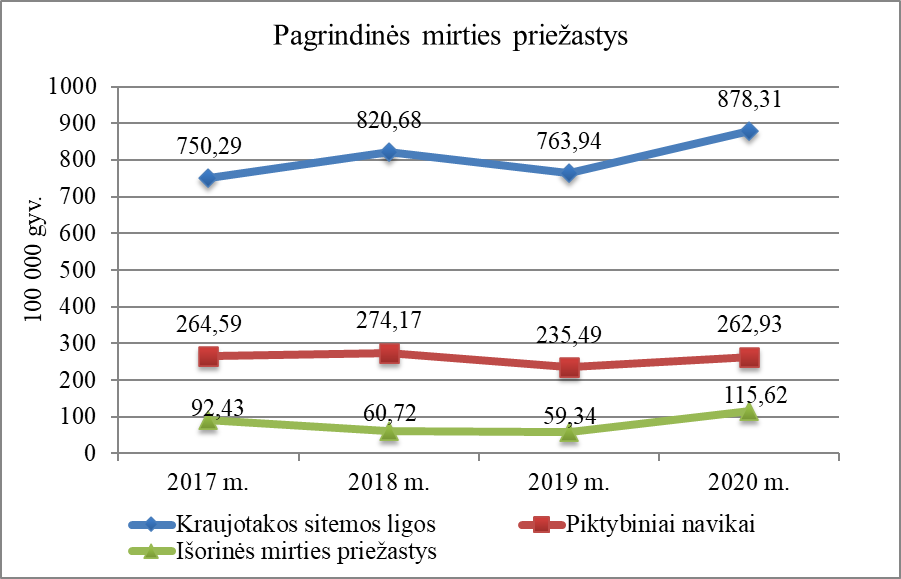 Pagrindinės mirties priežastys
100 000 gyv.
1000
900
800
700
600
500
400
300
200
100
0
750,29
820,68
763,94
878,31
264,59
274,17
235,49
262,93
92,43
60,72
59,34
115,62
2017 m.
2018 m.
2019 m.
2020 m.
Kraujotakos sitemos ligos
Piktybiniai navikai
Išorinės mirties priežastys